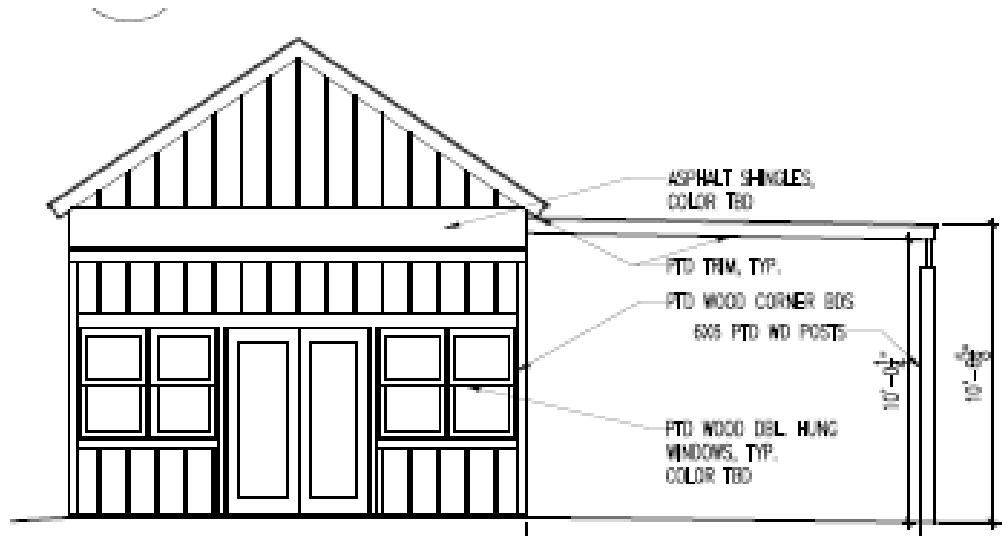 ASPHALT SHINGLES,
COLOR TBD
PTD TRIM, TYP.
PTD WOOD CORNER BDS
6X6 PTD WD POSTS
PTD WOOD DBL. HUNG
WINDOWS, TYP.
COLOR TBD